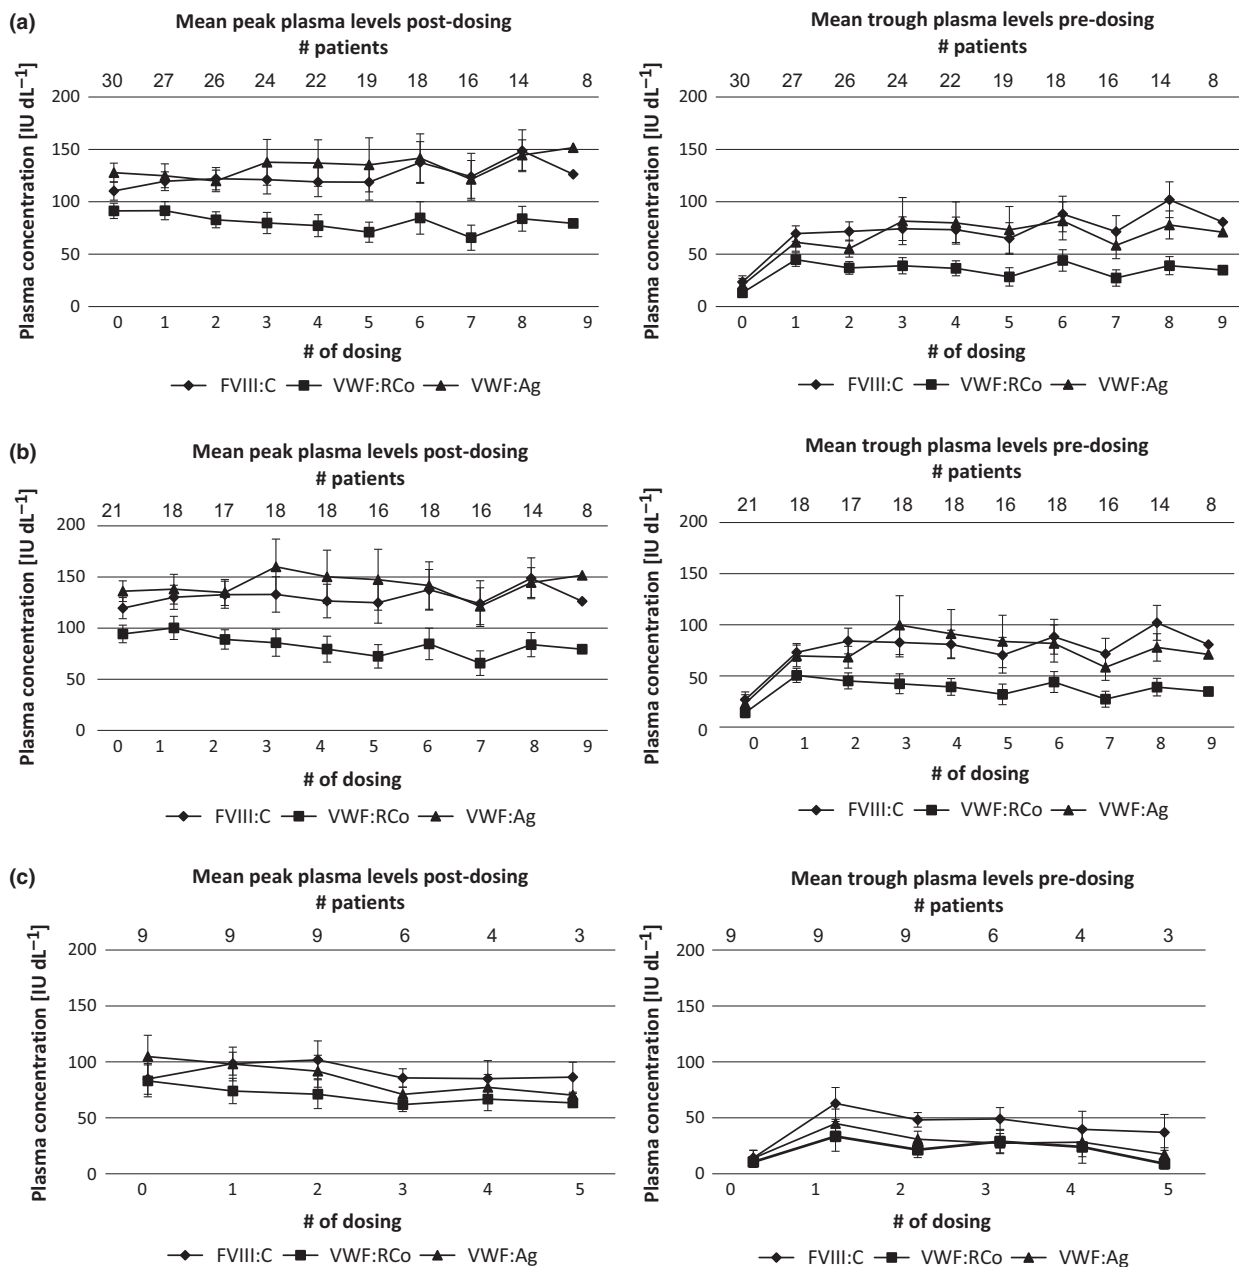 (a)
Mean peak plasma levels post-dosing
# patients
30 27 26 24 22 19 18 16 14 8
Plasma concentration [IU dL−1]
200
150
100
50
0
0 1 2 3 4 5 6 7 8 9
# of dosing
FVIII:C VWF:RCo VWF:Ag
Mean trough plasma levels pre-dosing
# patients
30 27 26 24 22 19 18 16 14 8
Plasma concentration [IU dL−1]
200
150
100
50
0
0 1 2 3 4 5 6 7 8 9
# of dosing
FVIII:C VWF:RCo VWF:Ag
(b)
Mean peak plasma levels post-dosing
# patients
21 18 17 18 18 16 18 16 14 8
Plasma concentration [IU dL−1]
200
150
100
50
0
0 1 2 3 4 5 6 7 8 9
# of dosing
FVIII:C VWF:RCo VWF:Ag
Mean trough plasma levels pre-dosing
# patients
21 18 17 18 18 16 18 16 14 8
Plasma concentration [IU dL−1]
200
150
100
50
0
0 1 2 3 4 5 6 7 8 9
# of dosing
FVIII:C VWF:RCo VWF:Ag
(c)
Mean peak plasma levels post-dosing
# patients
9 9 9 6 4 3
Plasma concentration [IU dL−1]
200
150
100
50
0
0 1 2 3 4 5
# of dosing
FVIII:C VWF:RCo VWF:Ag
Mean trough plasma levels pre-dosing
# patients
9 9 9 6 4 3
Plasma concentration [IU dL−1]
200
150
100
50
0
0 1 2 3 4 5
# of dosing
FVIII:C VWF:RCo VWF:Ag